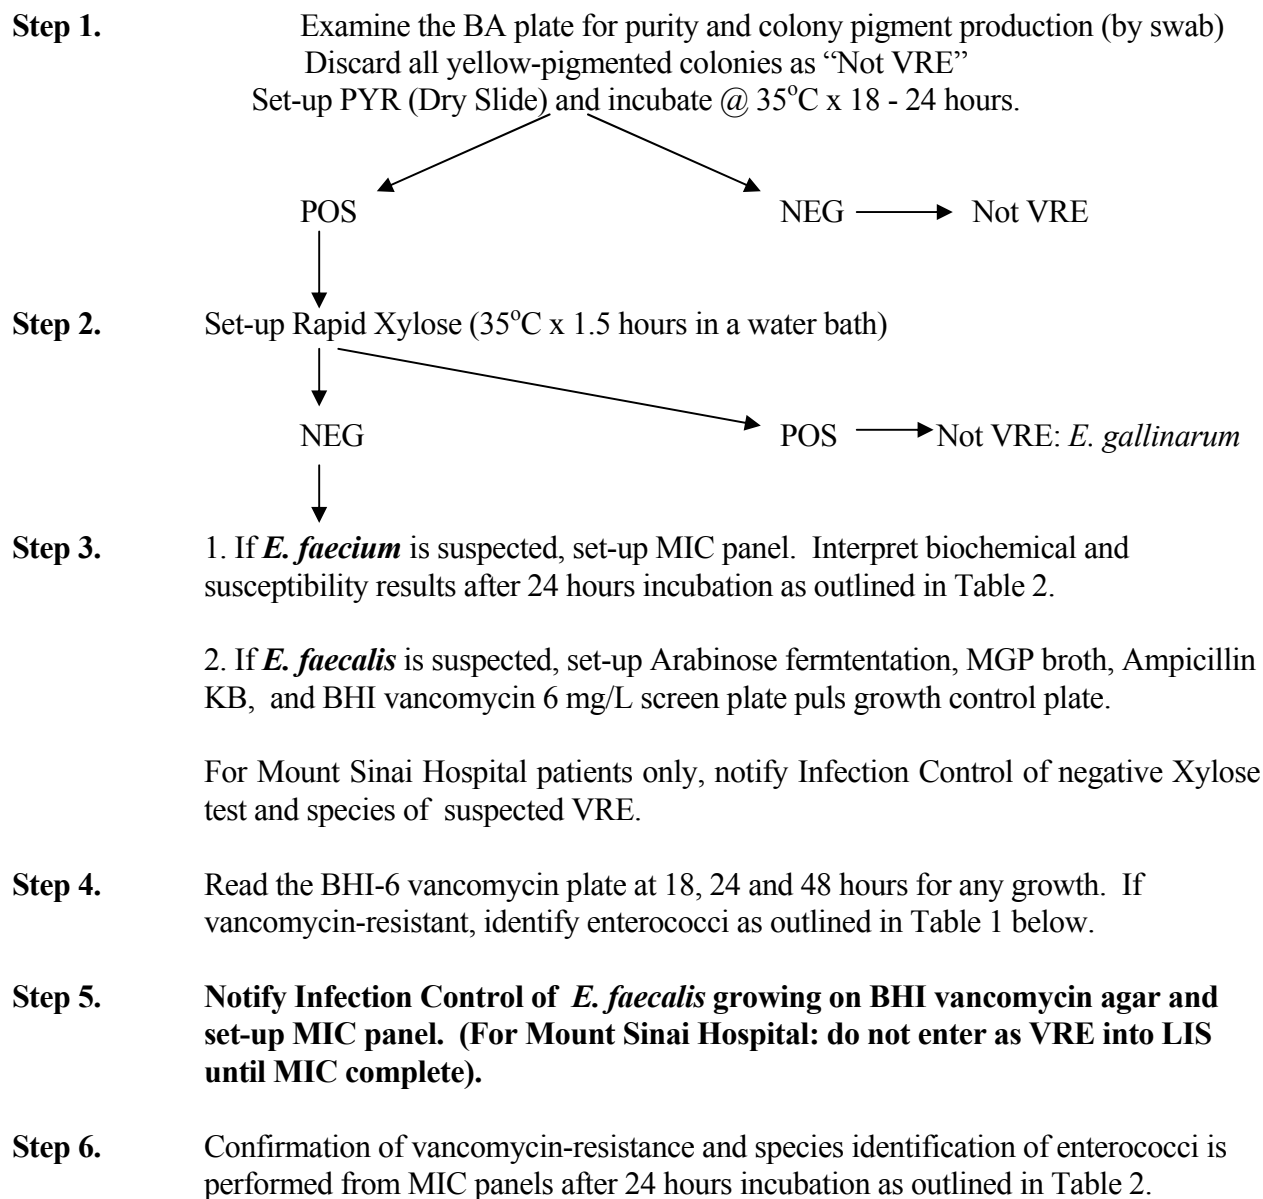 Step 1. Examine the BA plate for purity and colony pigment production (by swab)
Discard all yellow-pigmented colonies as “Not VRE”
Set-up PYR (Dry Slide) and incubate @ 35°C x 18 - 24 hours.
POS NEG Not VRE
Step 2. Set-up Rapid Xylose (35°C x 1.5 hours in a water bath)
NEG POS Not VRE: E. gallinarum
Step 3. 1. If E. faecium is suspected, set-up MIC panel. Interpret biochemical and
susceptibility results after 24 hours incubation as outlined in Table 2.
2. If E. faecalis is suspected, set-up Arabinose fermtentation, MGP broth, Ampicillin
KB, and BHI vancomycin 6 mg/L screen plate puls growth control plate.
For Mount Sinai Hospital patients only, notify Infection Control of negative Xylose
test and species of suspected VRE.
Step 4. Read the BHI-6 vancomycin plate at 18, 24 and 48 hours for any growth. If
vancomycin-resistant, identify enterococci as outlined in Table 1 below.
Step 5. Notify Infection Control of E. faecalis growing on BHI vancomycin agar and
set-up MIC panel. (For Mount Sinai Hospital: do not enter as VRE into LIS
until MIC complete).
Step 6. Confirmation of vancomycin-resistance and species identification of enterococci is
performed from MIC panels after 24 hours incubation as outlined in Table 2.